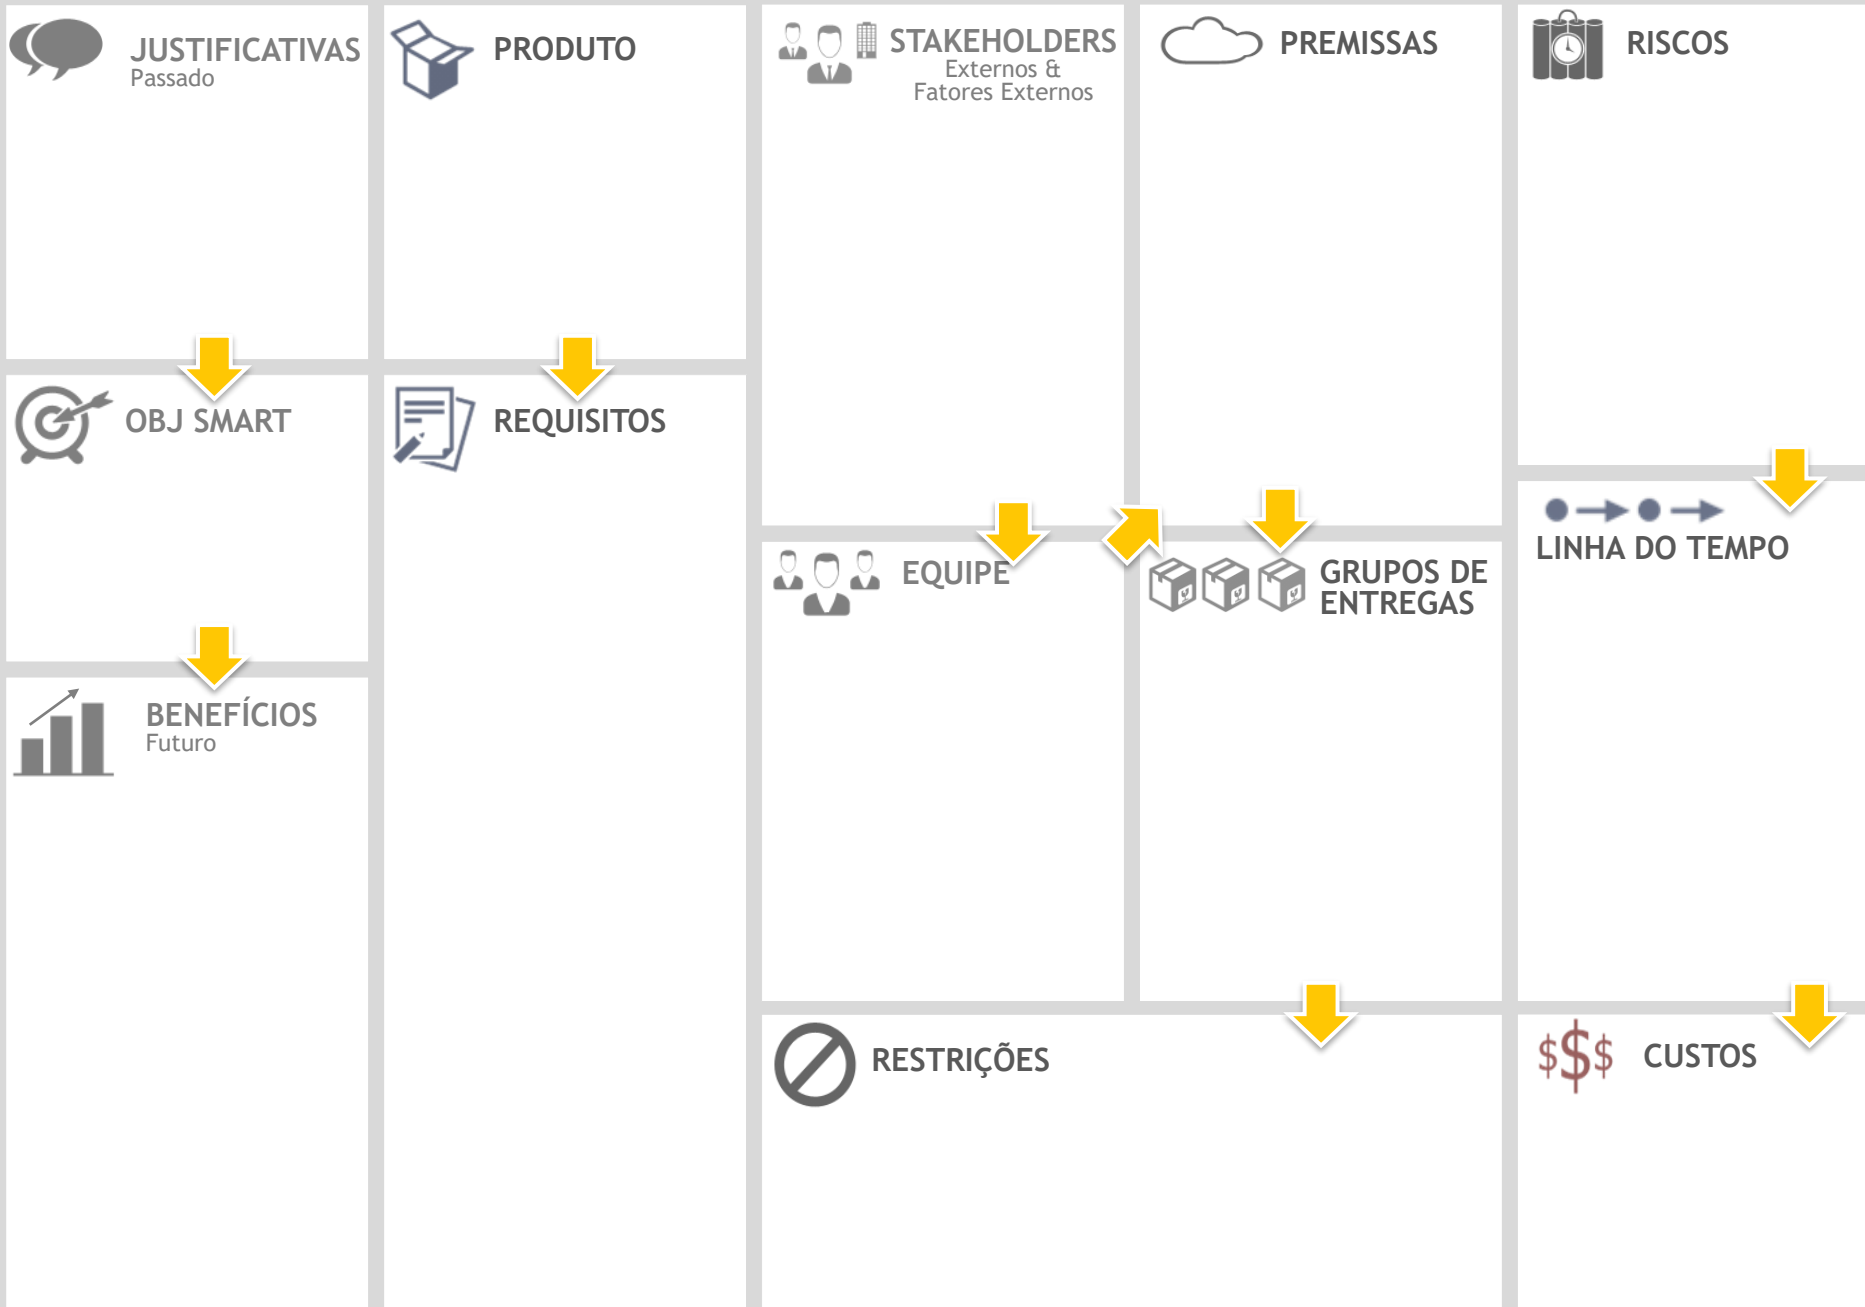 JUSTIFICATIVAS
Passado
OBJ SMART
BENEFÍCIOS
Futuro
PRODUTO
REQUISITOS
STAKEHOLDERS
Externos &
Fatores Externos
EQUIPE
PREMISSAS
GRUPOS DE
ENTREGAS
RESTRIÇÕES
RISCOS
LINHA DO TEMPO
$$$ CUSTOS